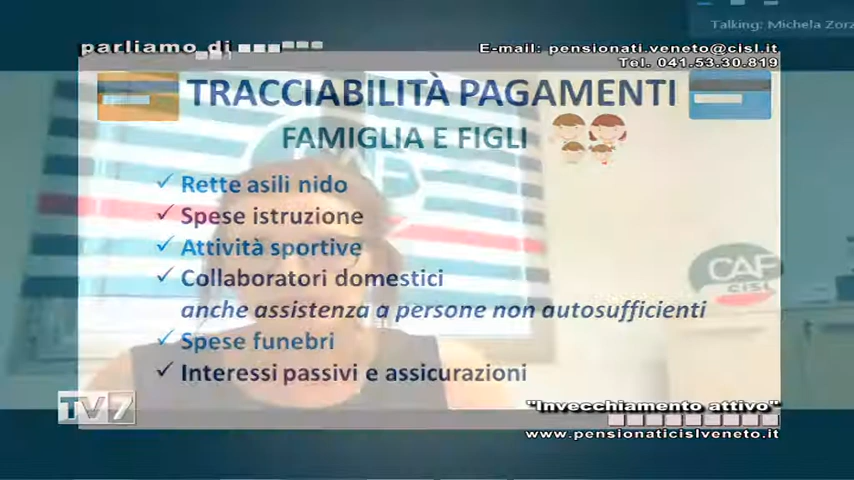 Talking: Michela Zorz
parliamo di
E-mail: pensionati.veneto@cisl.it
Tel. 041.53.30.819
TRACCIABILITÀ PAGAMENTI
FAMIGLIA E FIGLI
CAF
Rette asili nido
Spese istruzione
Attività sportive
Collaboratori domestici
anche assistenza a persone non autosufficienti
Spese funebri
Interessi passivi e assicurazioni
CAF
CISL
TV7
"Invecchiamento attivo"
www.pensionaticislveneto.it